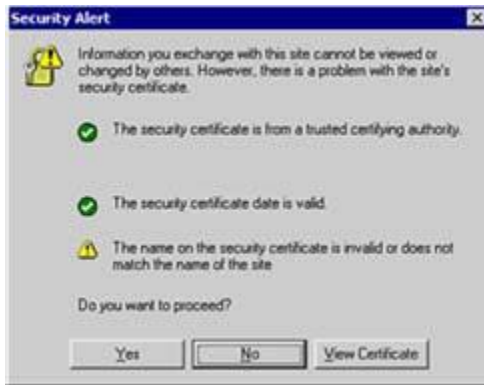 Security Alert
Information you exchange with this site cannot be viewed or
changed by others. However, there is a problem with the site's
security certificate.
The security certificate is from a trusted certifying authority.
The security certificate date is valid.
The name on the security certificate is invalid or does not
match the name of the site
Do you want to proceed?
Yes No View Certificate